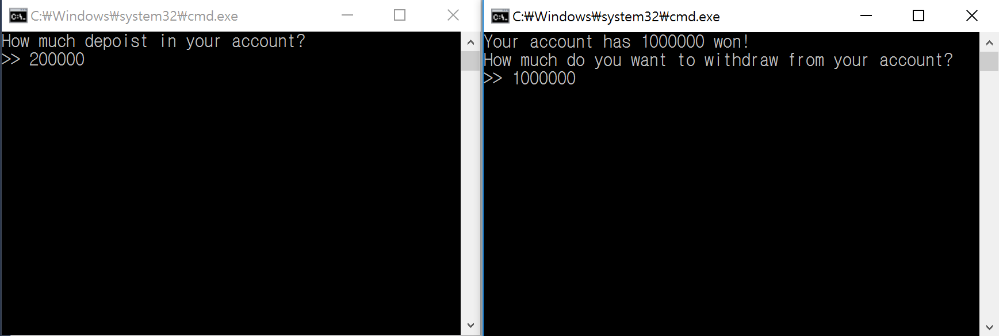 C:₩Windows₩system32₩cmd.exe
How much depoist in your account?
>> 200000
C:₩Windows₩system32₩cmd.exe
Your account has 1000000 won!
How much do you want to withdraw from your account?
>> 1000000